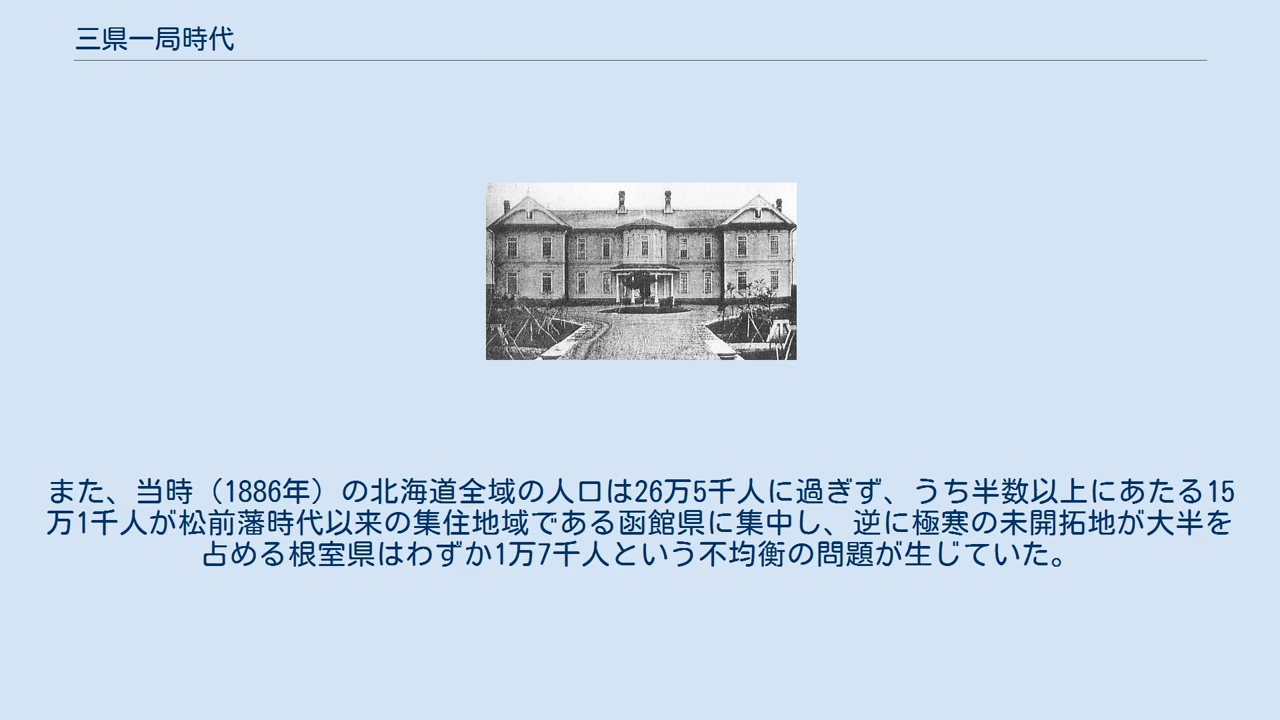 三県一局時代
また、当時（1886年）の北海道全域の人口は26万5千人に過ぎず、うち半数以上にあたる15
万1千人が松前藩時代以来の集住地域である函館県に集中し、逆に極寒の未開拓地が大半を
占める根室県はわずか1万7千人という不均衡の問題が生じていた。